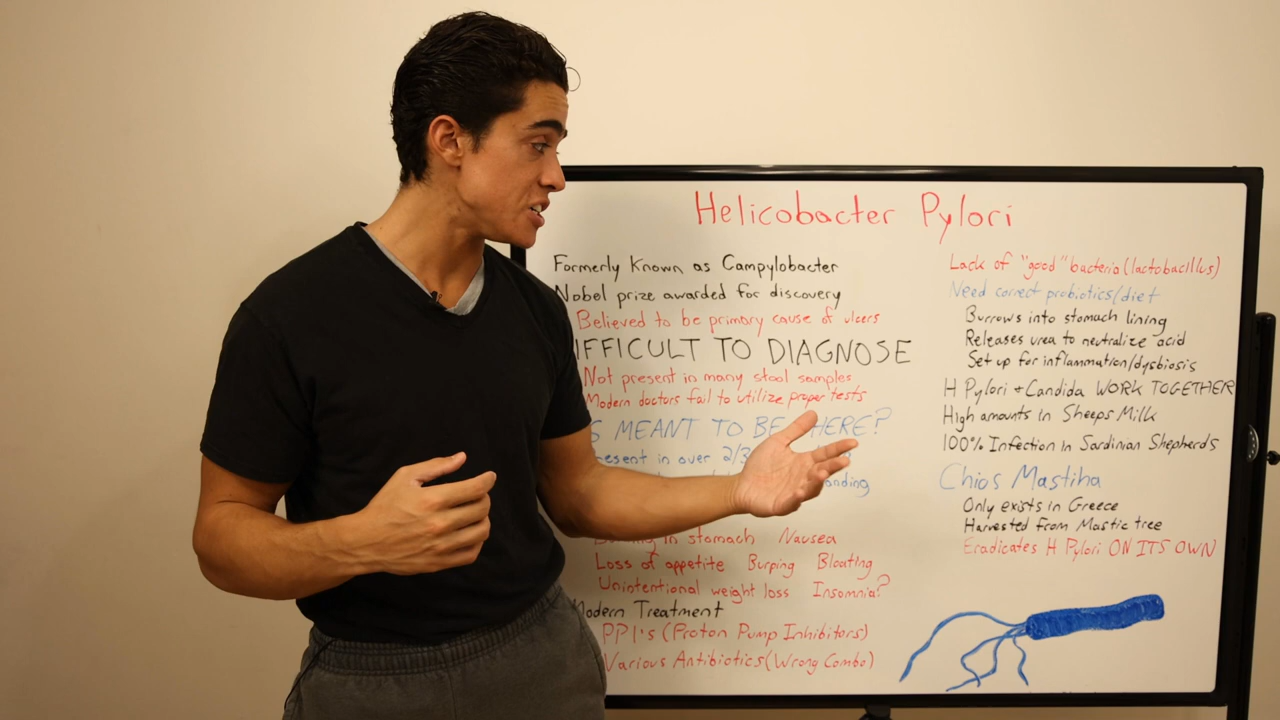 Helicobacter Pylori
Formerly Known as Campylobacter
Nobel prize awarded for discovery
Believed to be primary cause of ulcers
IFFICULT TO DIAGNOSE
Not present in many stool samples
Modern doctors fail to utilize proper tests
S MEANT TO BE HERE?
esent in over 2/3
anding
in stomach Nausea
Loss of appetite Burping Bloating
Unintentional weight loss Insomnia?
Modern Treatment
PPI's (Proton Pump Inhibitors)
Various Antibiotics (Wrong Combo)
Lack of "good" bacteria (lactobacillus)
Need correct probiotics/diet
Burrows into stomach lining
Releases urea to neutralize acid
Set up for inflammation/dysbiosis
H Pylori + Candida WORK TOGETHER
High amounts in Sheeps Milk
100% Infection in Sardinian Shepherds
Chios Mastiha
Only exists in Greece
Harvested from Mastic tree
Eradicates H Pylori ON ITS OWN